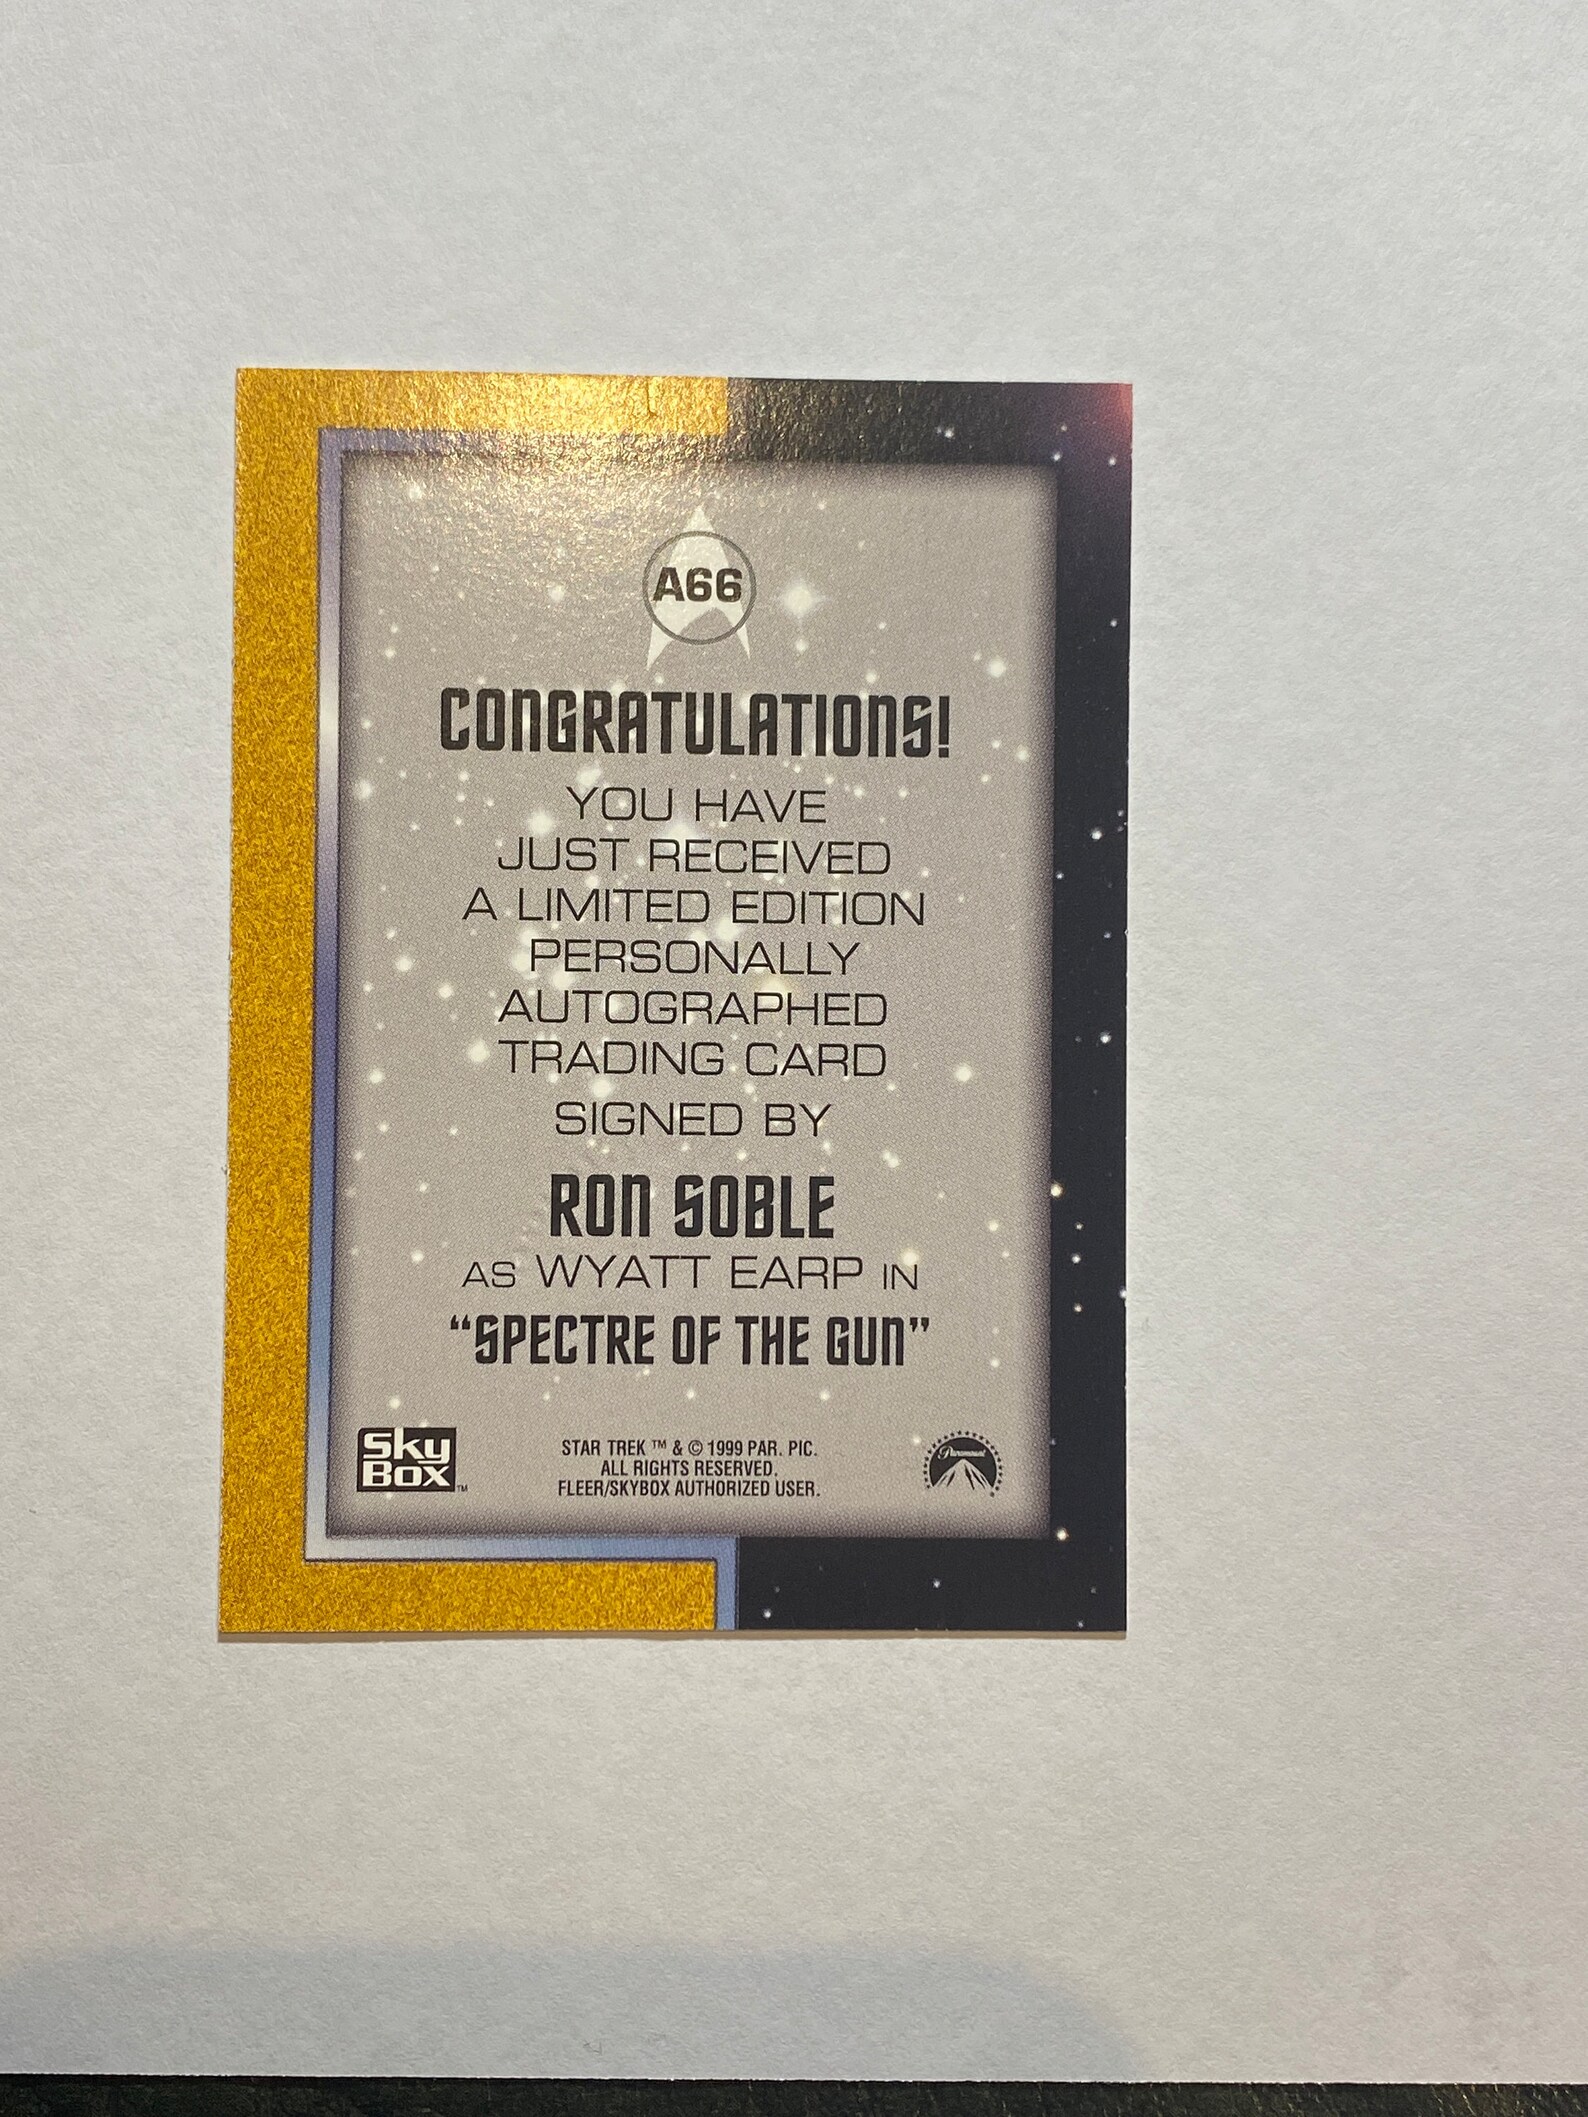 A66
CONGRATULATIONS!
YOU HAVE
JUST RECEIVED
A LIMITED EDITION
PERSONALLY
AUTOGRAPHED
TRADING CARD
SIGNED BY
RON SOBLE
AS WYATT EARP IN
“SPECTRE OF THE GUN”
Sky
Box™
STAR TREK ™ & © 1999 PAR. PIC.
ALL RIGHTS RESERVED.
FLEER/SKYBOX AUTHORIZED USER.
Paramount